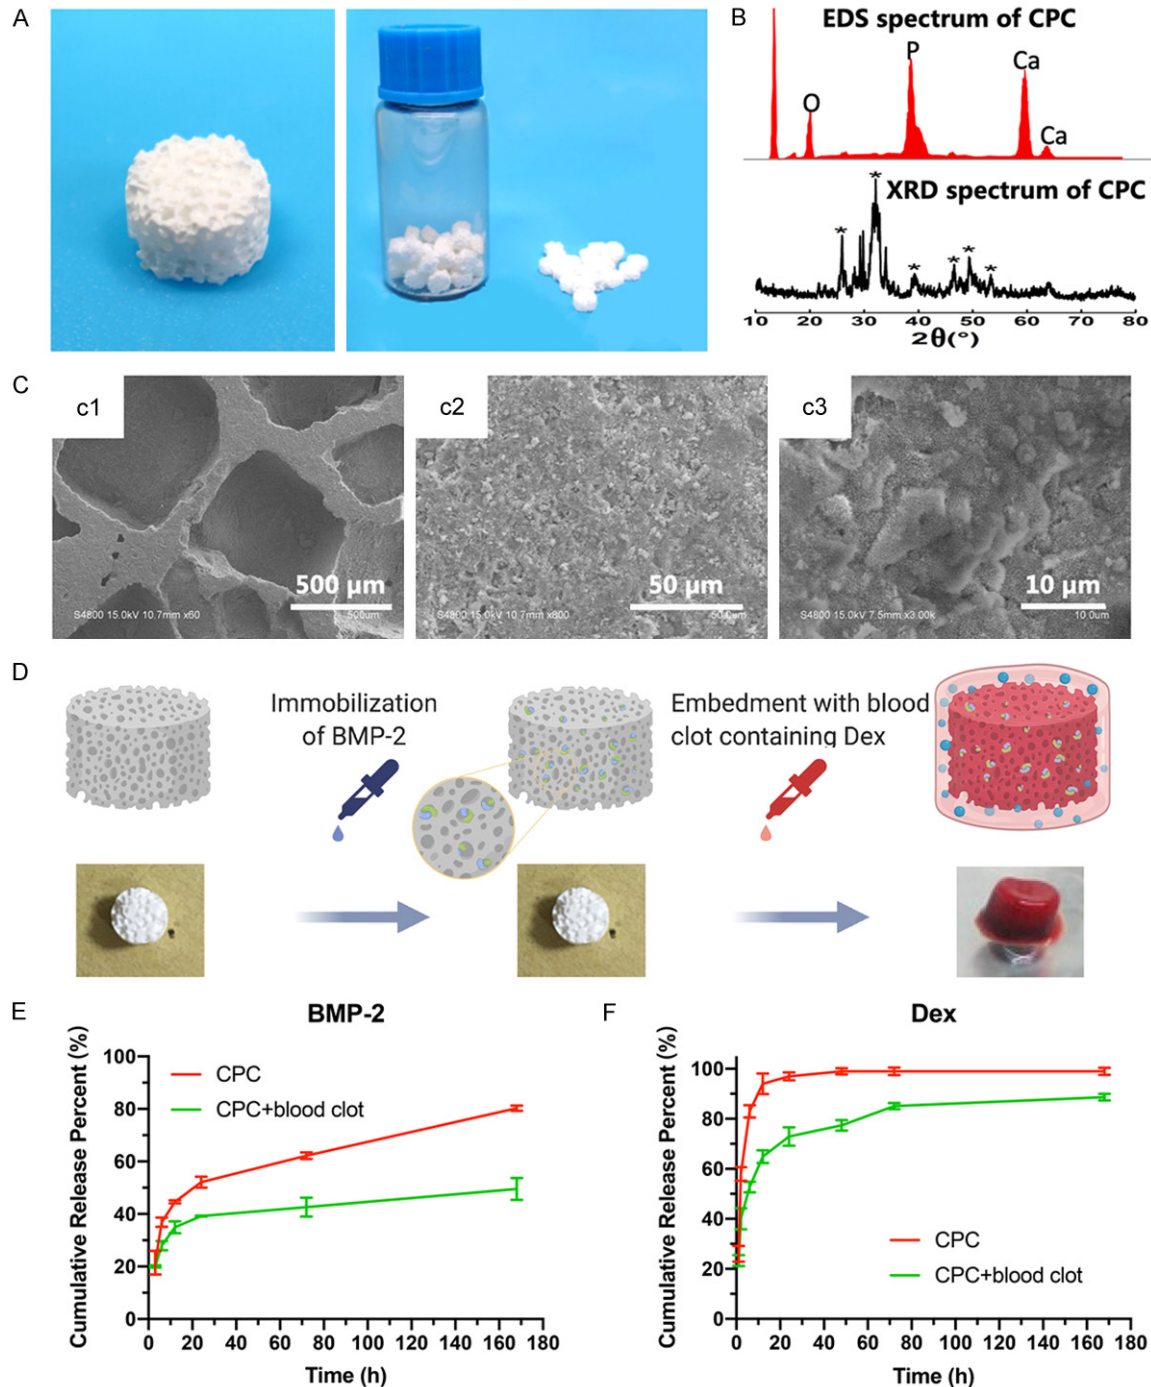 A
B
EDS spectrum of CPC
P
Ca
O
Ca
XRD spectrum of CPC
*
*
*
*
*
*
10 20 30 40 50 60 70 80
2θ(°)
C
c1
500 μm
S4800 15.0kV 10.7mm x60
500um
c2
50 μm
S4800 15.0kV 10.7mm x800
50.0um
c3
10 μm
S4800 15.0kV 7.5mm x3.00k
10.0um
D
Immobilization
of BMP-2
Embedment with blood
clot containing Dex
E
BMP-2
Cumulative Release Percent (%)
100
80
60
40
20
0
CPC
CPC+blood clot
0 20 40 60 80 100 120 140 160 180
Time (h)
F
Dex
Cumulative Release Percent (%)
100
80
60
40
20
0
CPC
CPC+blood clot
0 20 40 60 80 100 120 140 160 180
Time (h)